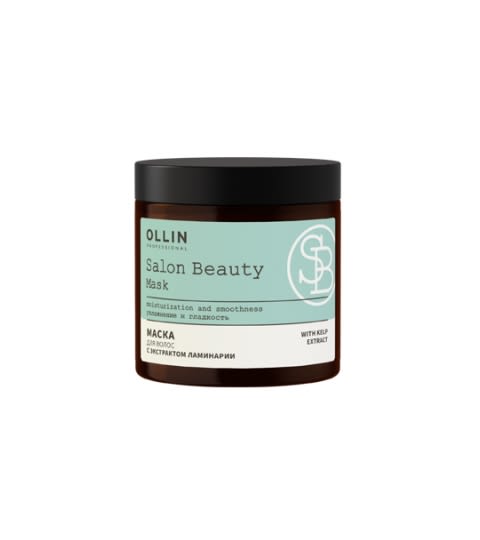 OLLIN
PROFESSIONAL
Salon Beauty
Mask
moisturization and smoothness
увлажнение и гладкость
МАСКА
ДЛЯ ВОЛОС
С ЭКСТРАКТОМ ЛАМИНАРИИ
WITH KELP
EXTRACT
SB